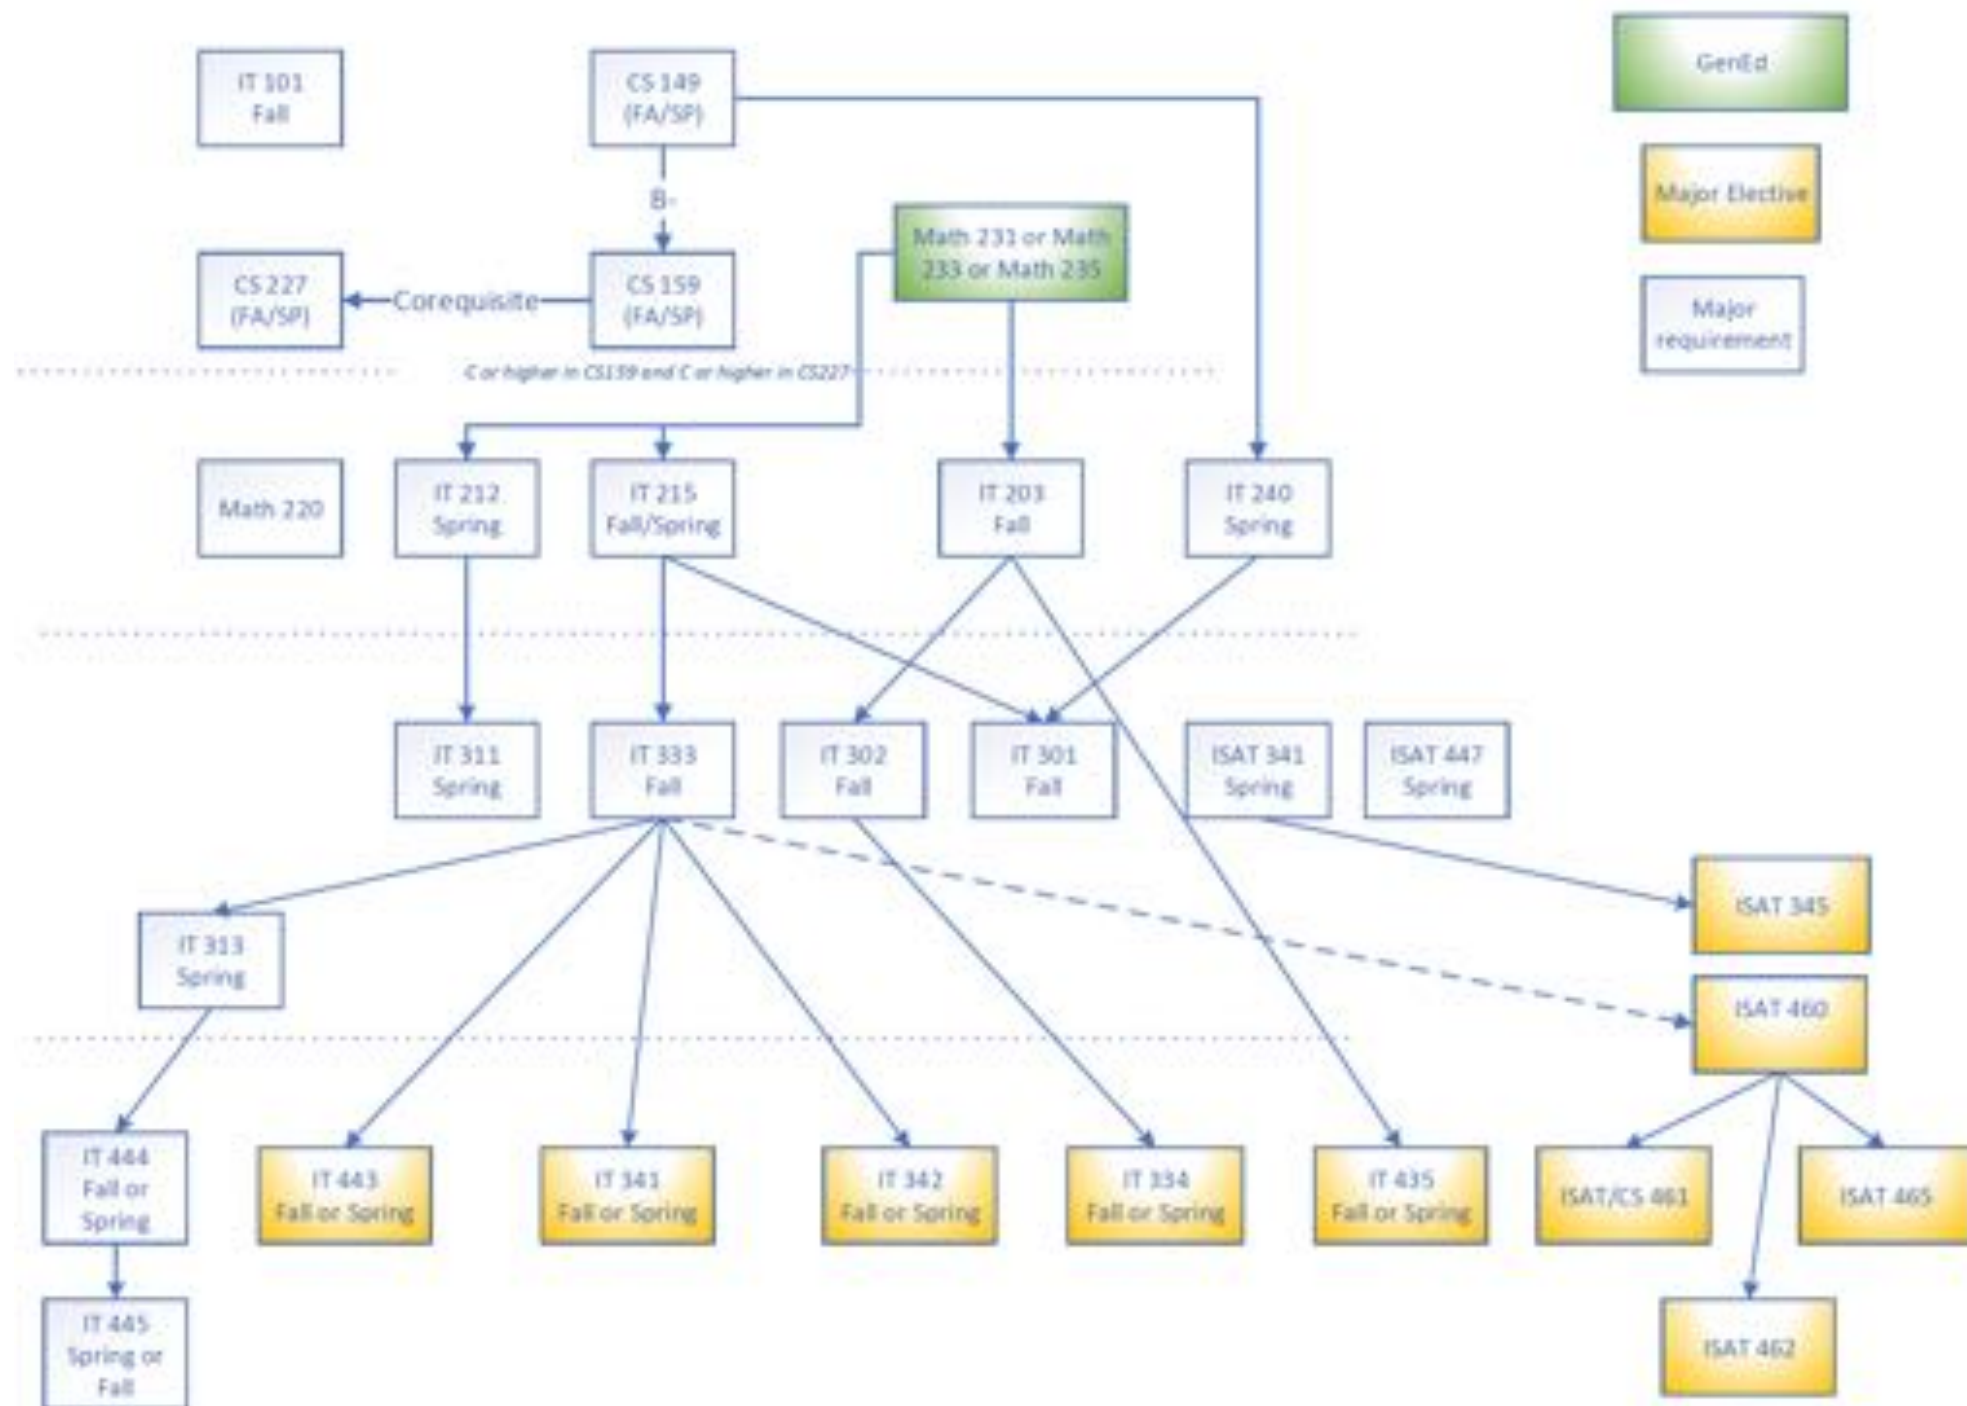 IT 101
Fall
CS 149
(FA/SP)
GenEd
B-
Major Elective
Math 231 or Math
233 or Math 235
CS 227
(FA/SP)
Corequisite
CS 159
(FA/SP)
Major
requirement
C or higher in CS159 and C or higher in CS227
Math 220
IT 212
Spring
IT 215
Fall/Spring
IT 203
Fall
IT 240
Spring
IT 311
Spring
IT 333
Fall
IT 302
Fall
IT 301
Fall
ISAT 341
Spring
ISAT 447
Spring
ISAT 345
IT 313
Spring
ISAT 460
IT 444
Fall or
Spring
IT 443
Fall or Spring
IT 341
Fall or Spring
IT 342
Fall or Spring
IT 334
Fall or Spring
IT 435
Fall or Spring
ISAT/CS 461
ISAT 465
IT 445
Spring or
Fall
ISAT 462